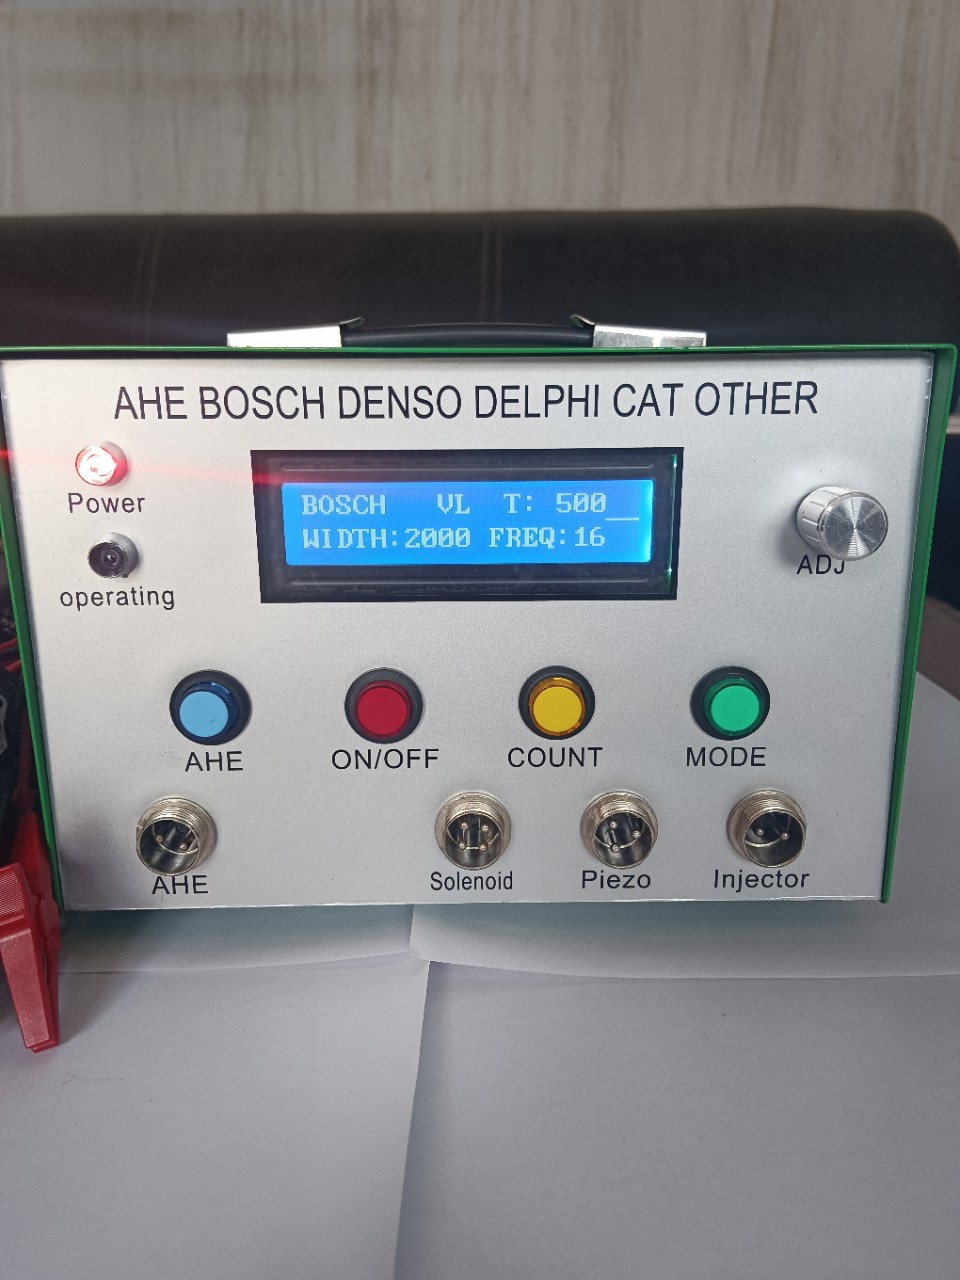 AHE BOSCH DENSO DELPHI CAT OTHER
Power
BOSCH VL T: 500
WIDTH:2000 FREQ:16
ADJ
operating
AHE
ON/OFF
COUNT
MODE
AHE
Solenoid
Piezo
Injector